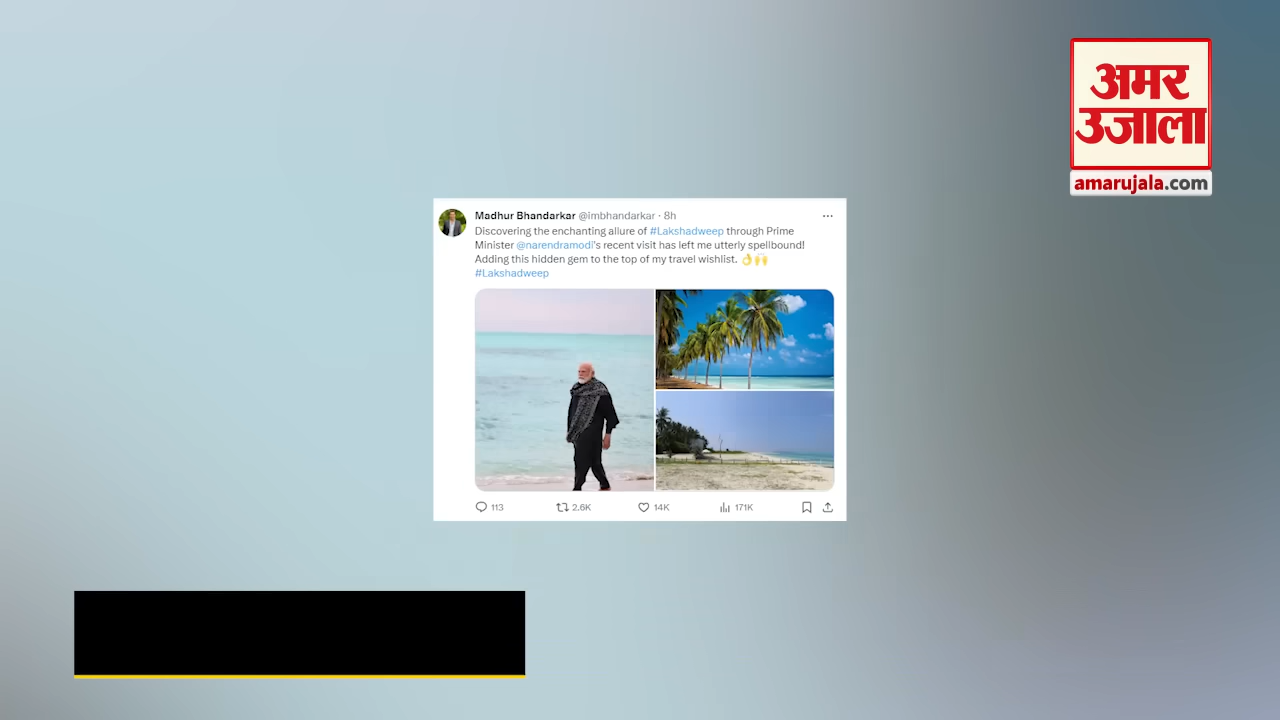 अमर
उजाला
amarujala.com
Madhur Bhandarkar @imbhandarkar · 8h
Discovering the enchanting allure of #Lakshadweep through Prime
Minister @narendramodi's recent visit has left me utterly spellbound!
Adding this hidden gem to the top of my travel wishlist. 👌🙌
#Lakshadweep
113 2.6K 14K 171K